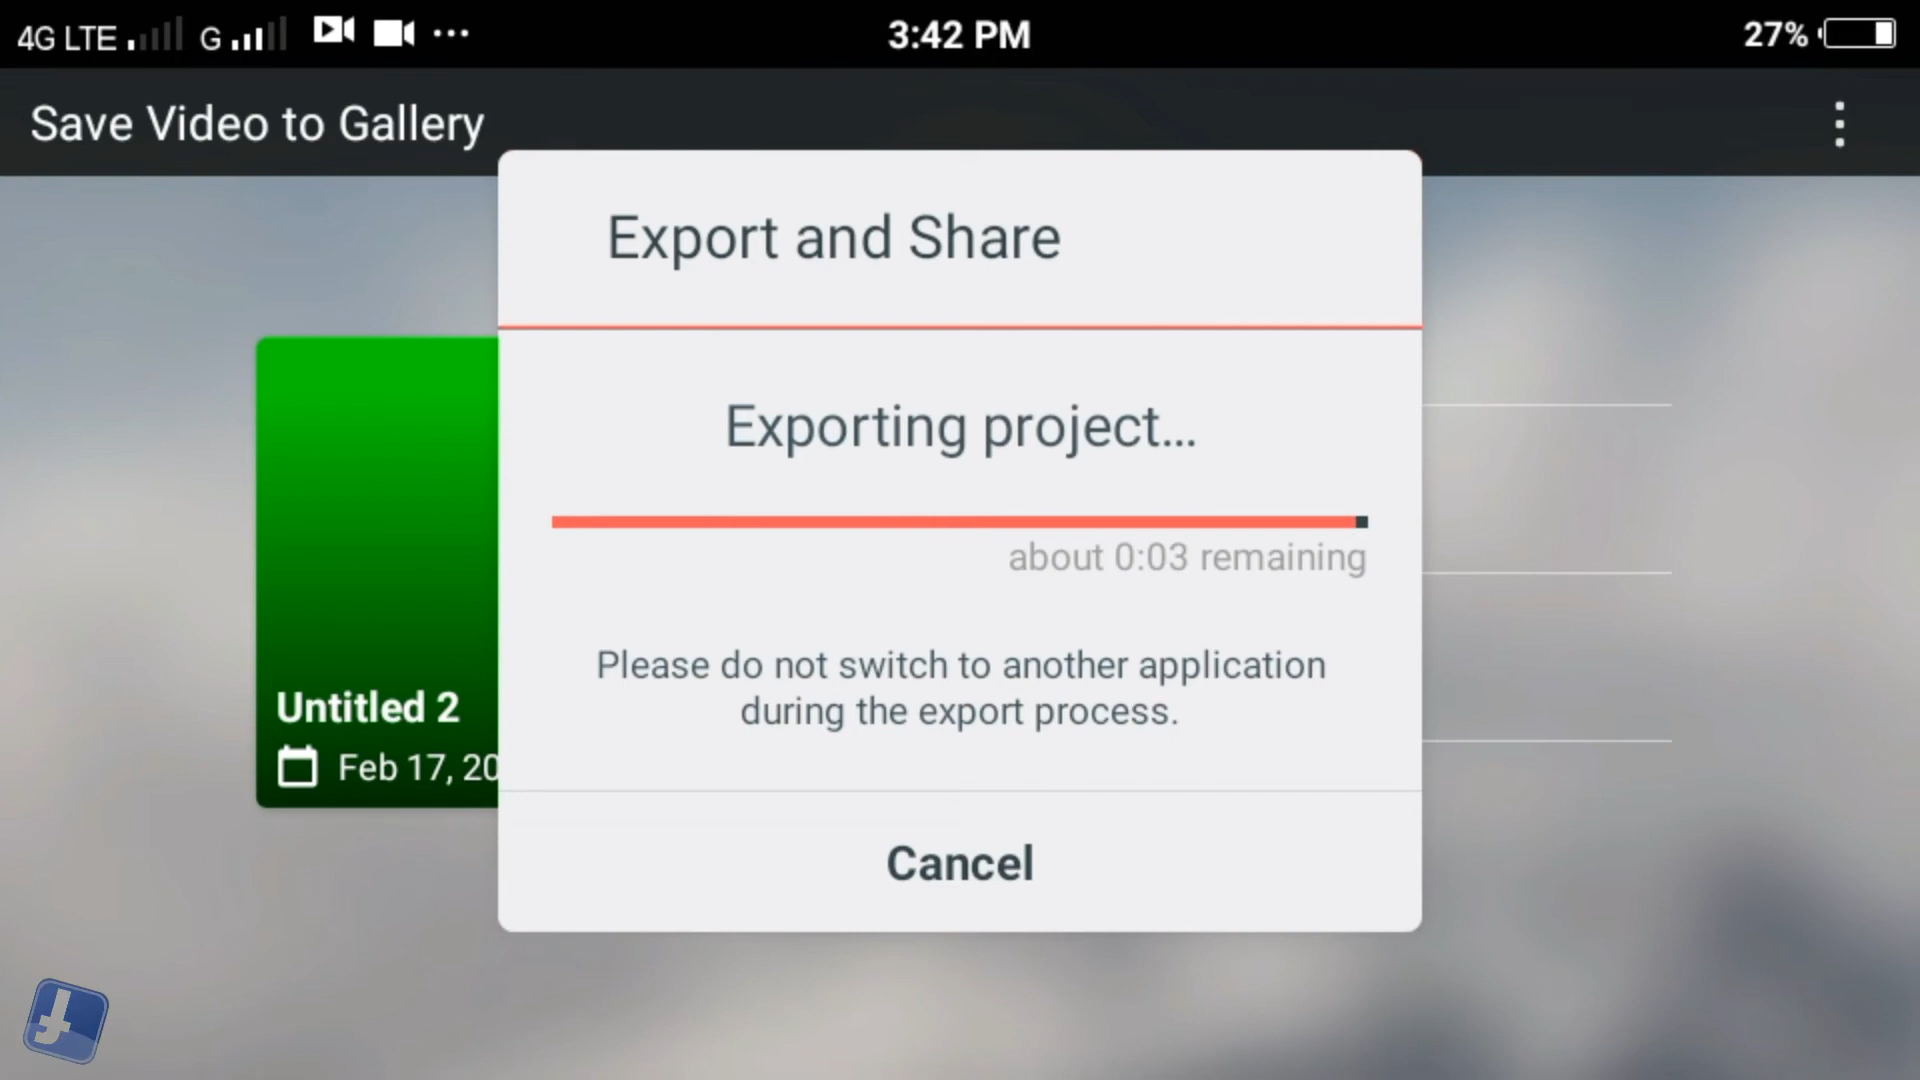 4G LTE G 3:42 PM 27%
Save Video to Gallery
Export and Share
Exporting project...
about 0:03 remaining
Please do not switch to another application
during the export process.
Untitled 2
Feb 17, 20
Cancel